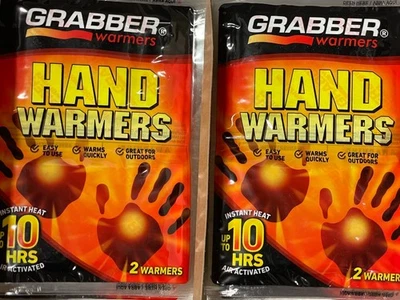 GRABBER®
warmers
HAND
WARMERS
EASY TO USE
WARMS QUICKLY
GREAT FOR OUTDOORS
INSTANT HEAT
UP TO
10
HRS
AIR ACTIVATED
2 WARMERS
GRABBER®
warmers
HAND
WARMERS
EASY TO USE
WARMS QUICKLY
GREAT FOR OUTDOORS
INSTANT HEAT
UP TO
10
HRS
AIR ACTIVATED
2 WARMERS